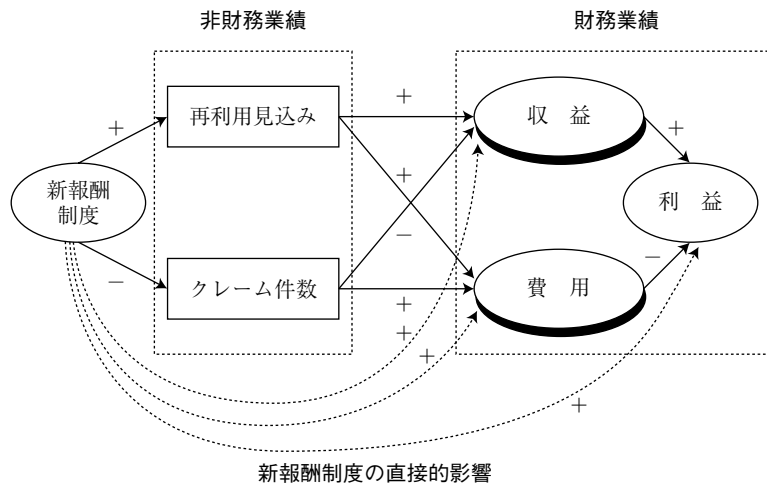 非財務業績
財務業績
+
再利用見込み
+
収　益
+
新報酬
制度
+
−
利　益
−
クレーム件数
+
+
+
費　用
−
+
新報酬制度の直接的影響